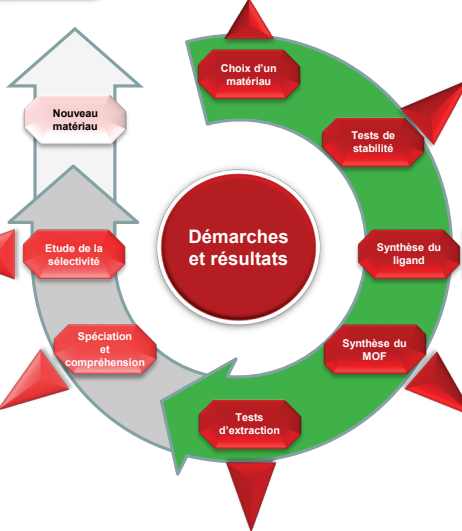 Choix d'un
matériau
Tests de
stabilité
Synthèse du
ligand
Synthèse du
MOF
Tests
d'extraction
Spéciation
et
compréhension
Etude de la
sélectivité
Nouveau
matériau
Démarches
et résultats